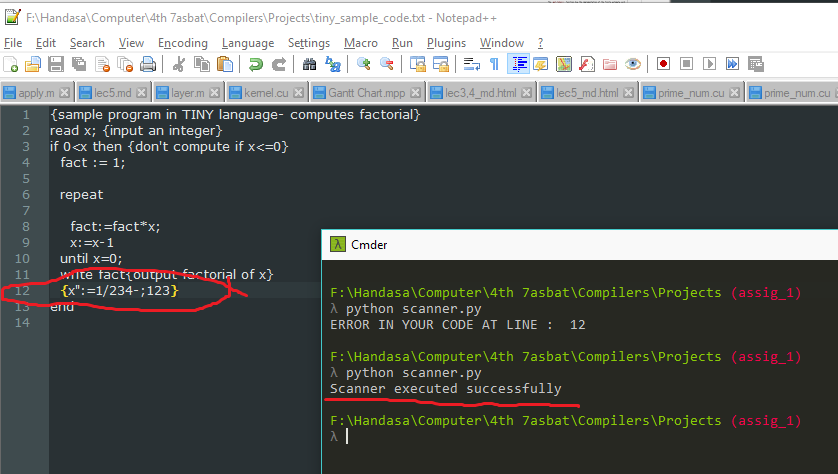 F:\Handasa\Computer\4th 7asbat\Compilers\Projects\tiny_sample_code.txt - Notepad++
File Edit Search View Encoding Language Settings Macro Run Plugins Window ?
apply.m lec5.md layer.m kernel.cu Gantt Chart.mpp lec3,4_md.html lec5_md.html prime_num.cu prime_num.cu
1 {sample program in TINY language- computes factorial}
2 read x; {input an integer}
3 if 0<x then {don't compute if x<=0}
4 fact := 1;
5
6 repeat
7
8 fact:=fact*x;
9 x:=x-1
10 until x=0;
11 write fact{output factorial of x}
12 {x":=1/234-;123}
13 end
14
Cmder
F:\Handasa\Computer\4th 7asbat\Compilers\Projects (assig_1)
λ python scanner.py
ERROR IN YOUR CODE AT LINE : 12
F:\Handasa\Computer\4th 7asbat\Compilers\Projects (assig_1)
λ python scanner.py
Scanner executed successfully
F:\Handasa\Computer\4th 7asbat\Compilers\Projects (assig_1)
λ